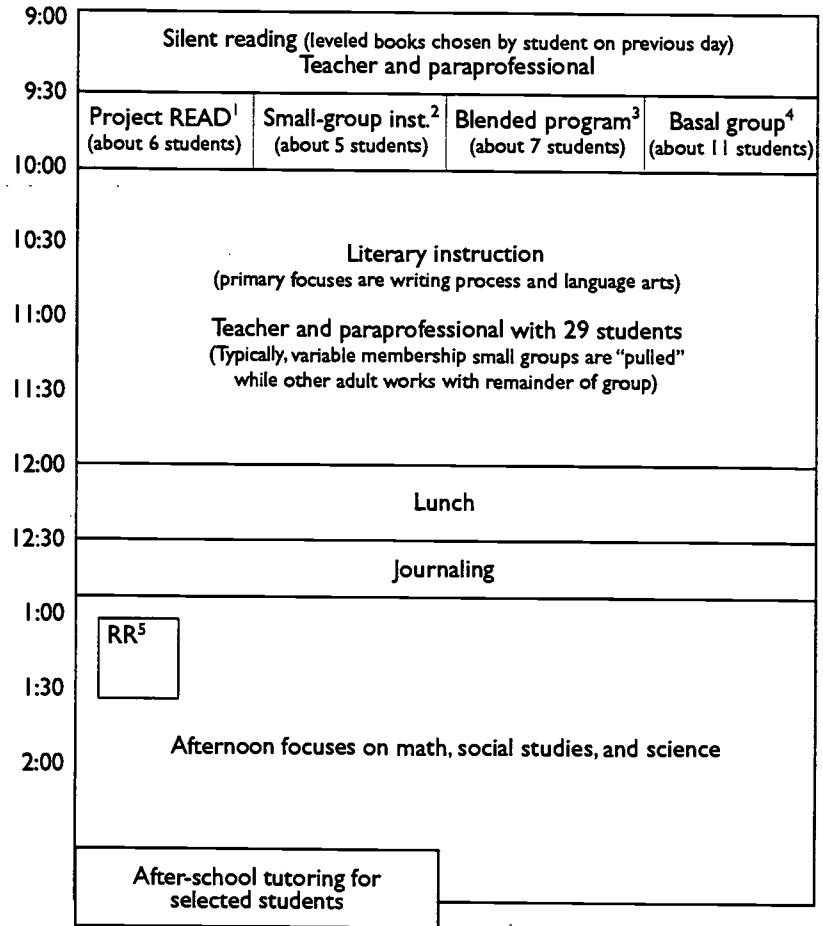 9:00
Silent reading (leveled books chosen by student on previous day)
Teacher and paraprofessional
9:30
Project READ¹
(about 6 students)
Small-group inst.²
(about 5 students)
Blended program³
(about 7 students)
Basal group⁴
(about 11 students)
10:00
10:30
Literary instruction
(primary focuses are writing process and language arts)
11:00
Teacher and paraprofessional with 29 students
(Typically, variable membership small groups are "pulled"
while other adult works with remainder of group)
11:30
12:00
Lunch
12:30
Journaling
1:00
RR⁵
1:30
Afternoon focuses on math, social studies, and science
2:00
After-school tutoring for
selected students